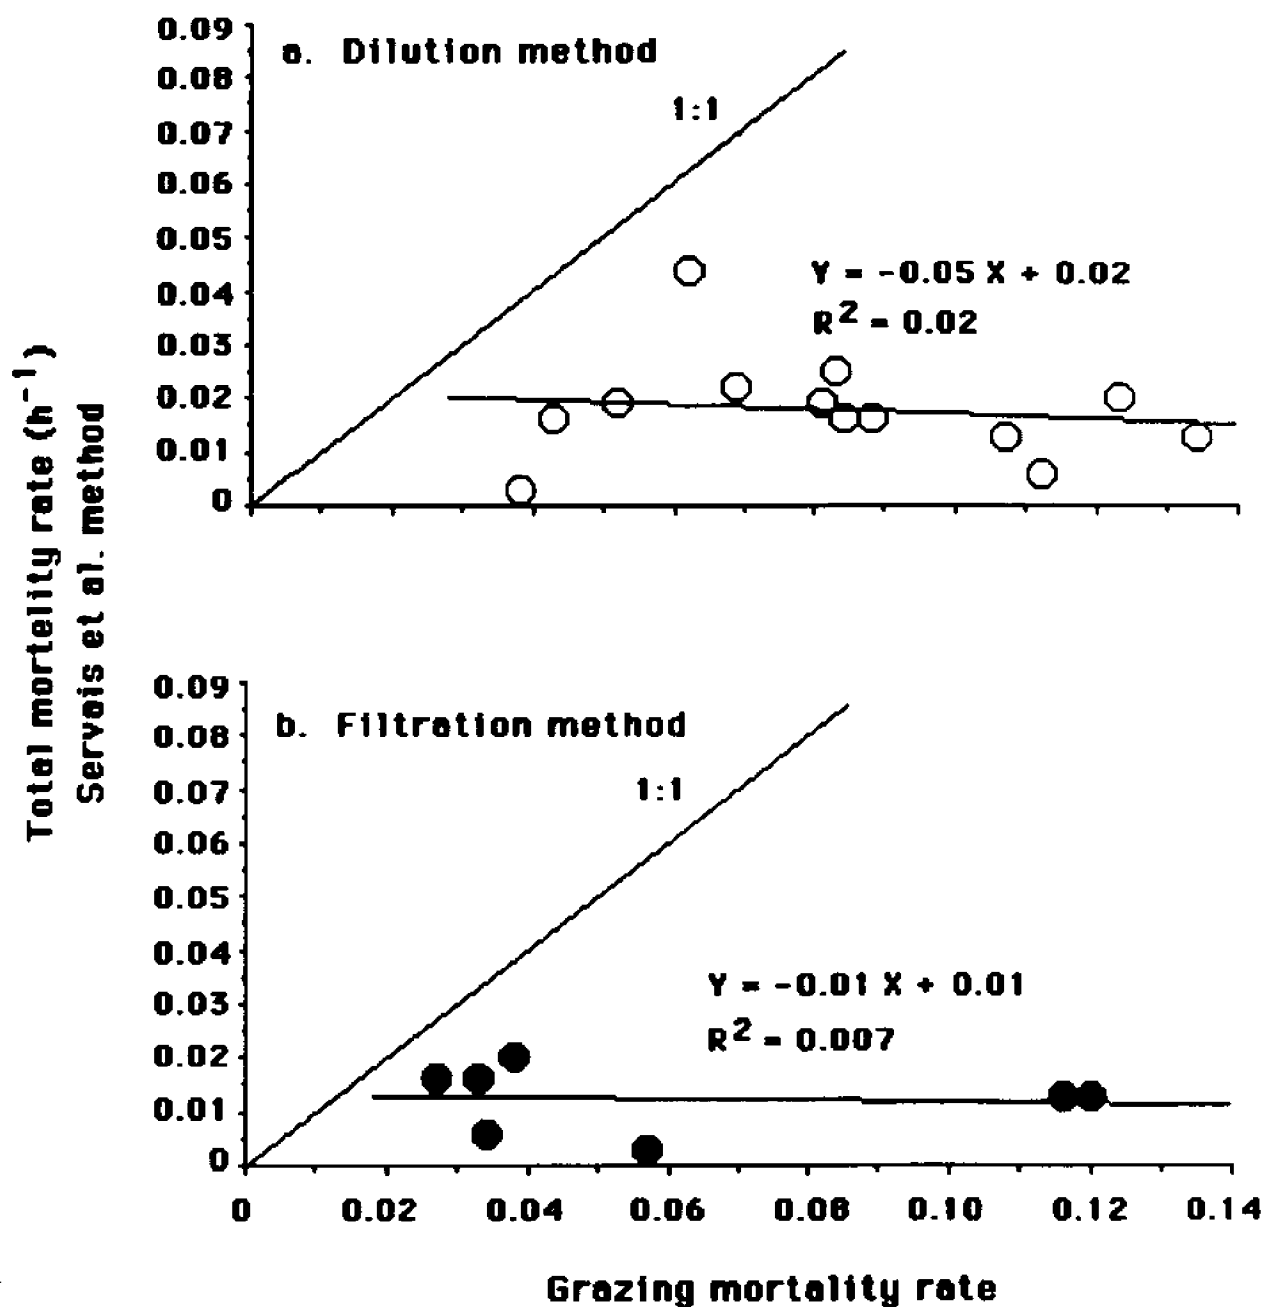 0.09
a. Dilution method
0.08
1:1
0.07
0.06
0.05
Y = -0.05 X + 0.02
0.04
R2 = 0.02
0.03
0.02
0.01
0
Total mortelity rate (h-1)
Servais et al. method
0.09
b. Filtration method
0.08
1:1
0.07
0.06
0.05
0.04
Y = -0.01 X + 0.01
0.03
R2 = 0.007
0.02
0.01
0
0 0.02 0.04 0.06 0.08 0.10 0.12 0.14
Grazing mortality rate